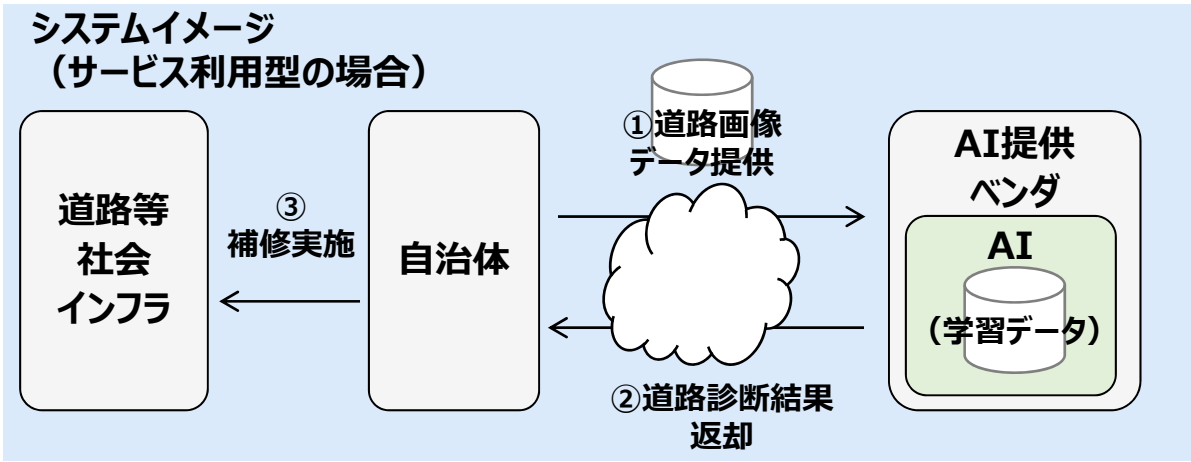 システムイメージ
（サービス利用型の場合）
道路等
社会
インフラ
③
補修実施
自治体
①道路画像
データ提供
②道路診断結果
返却
AI提供
ベンダ
AI
（学習データ）